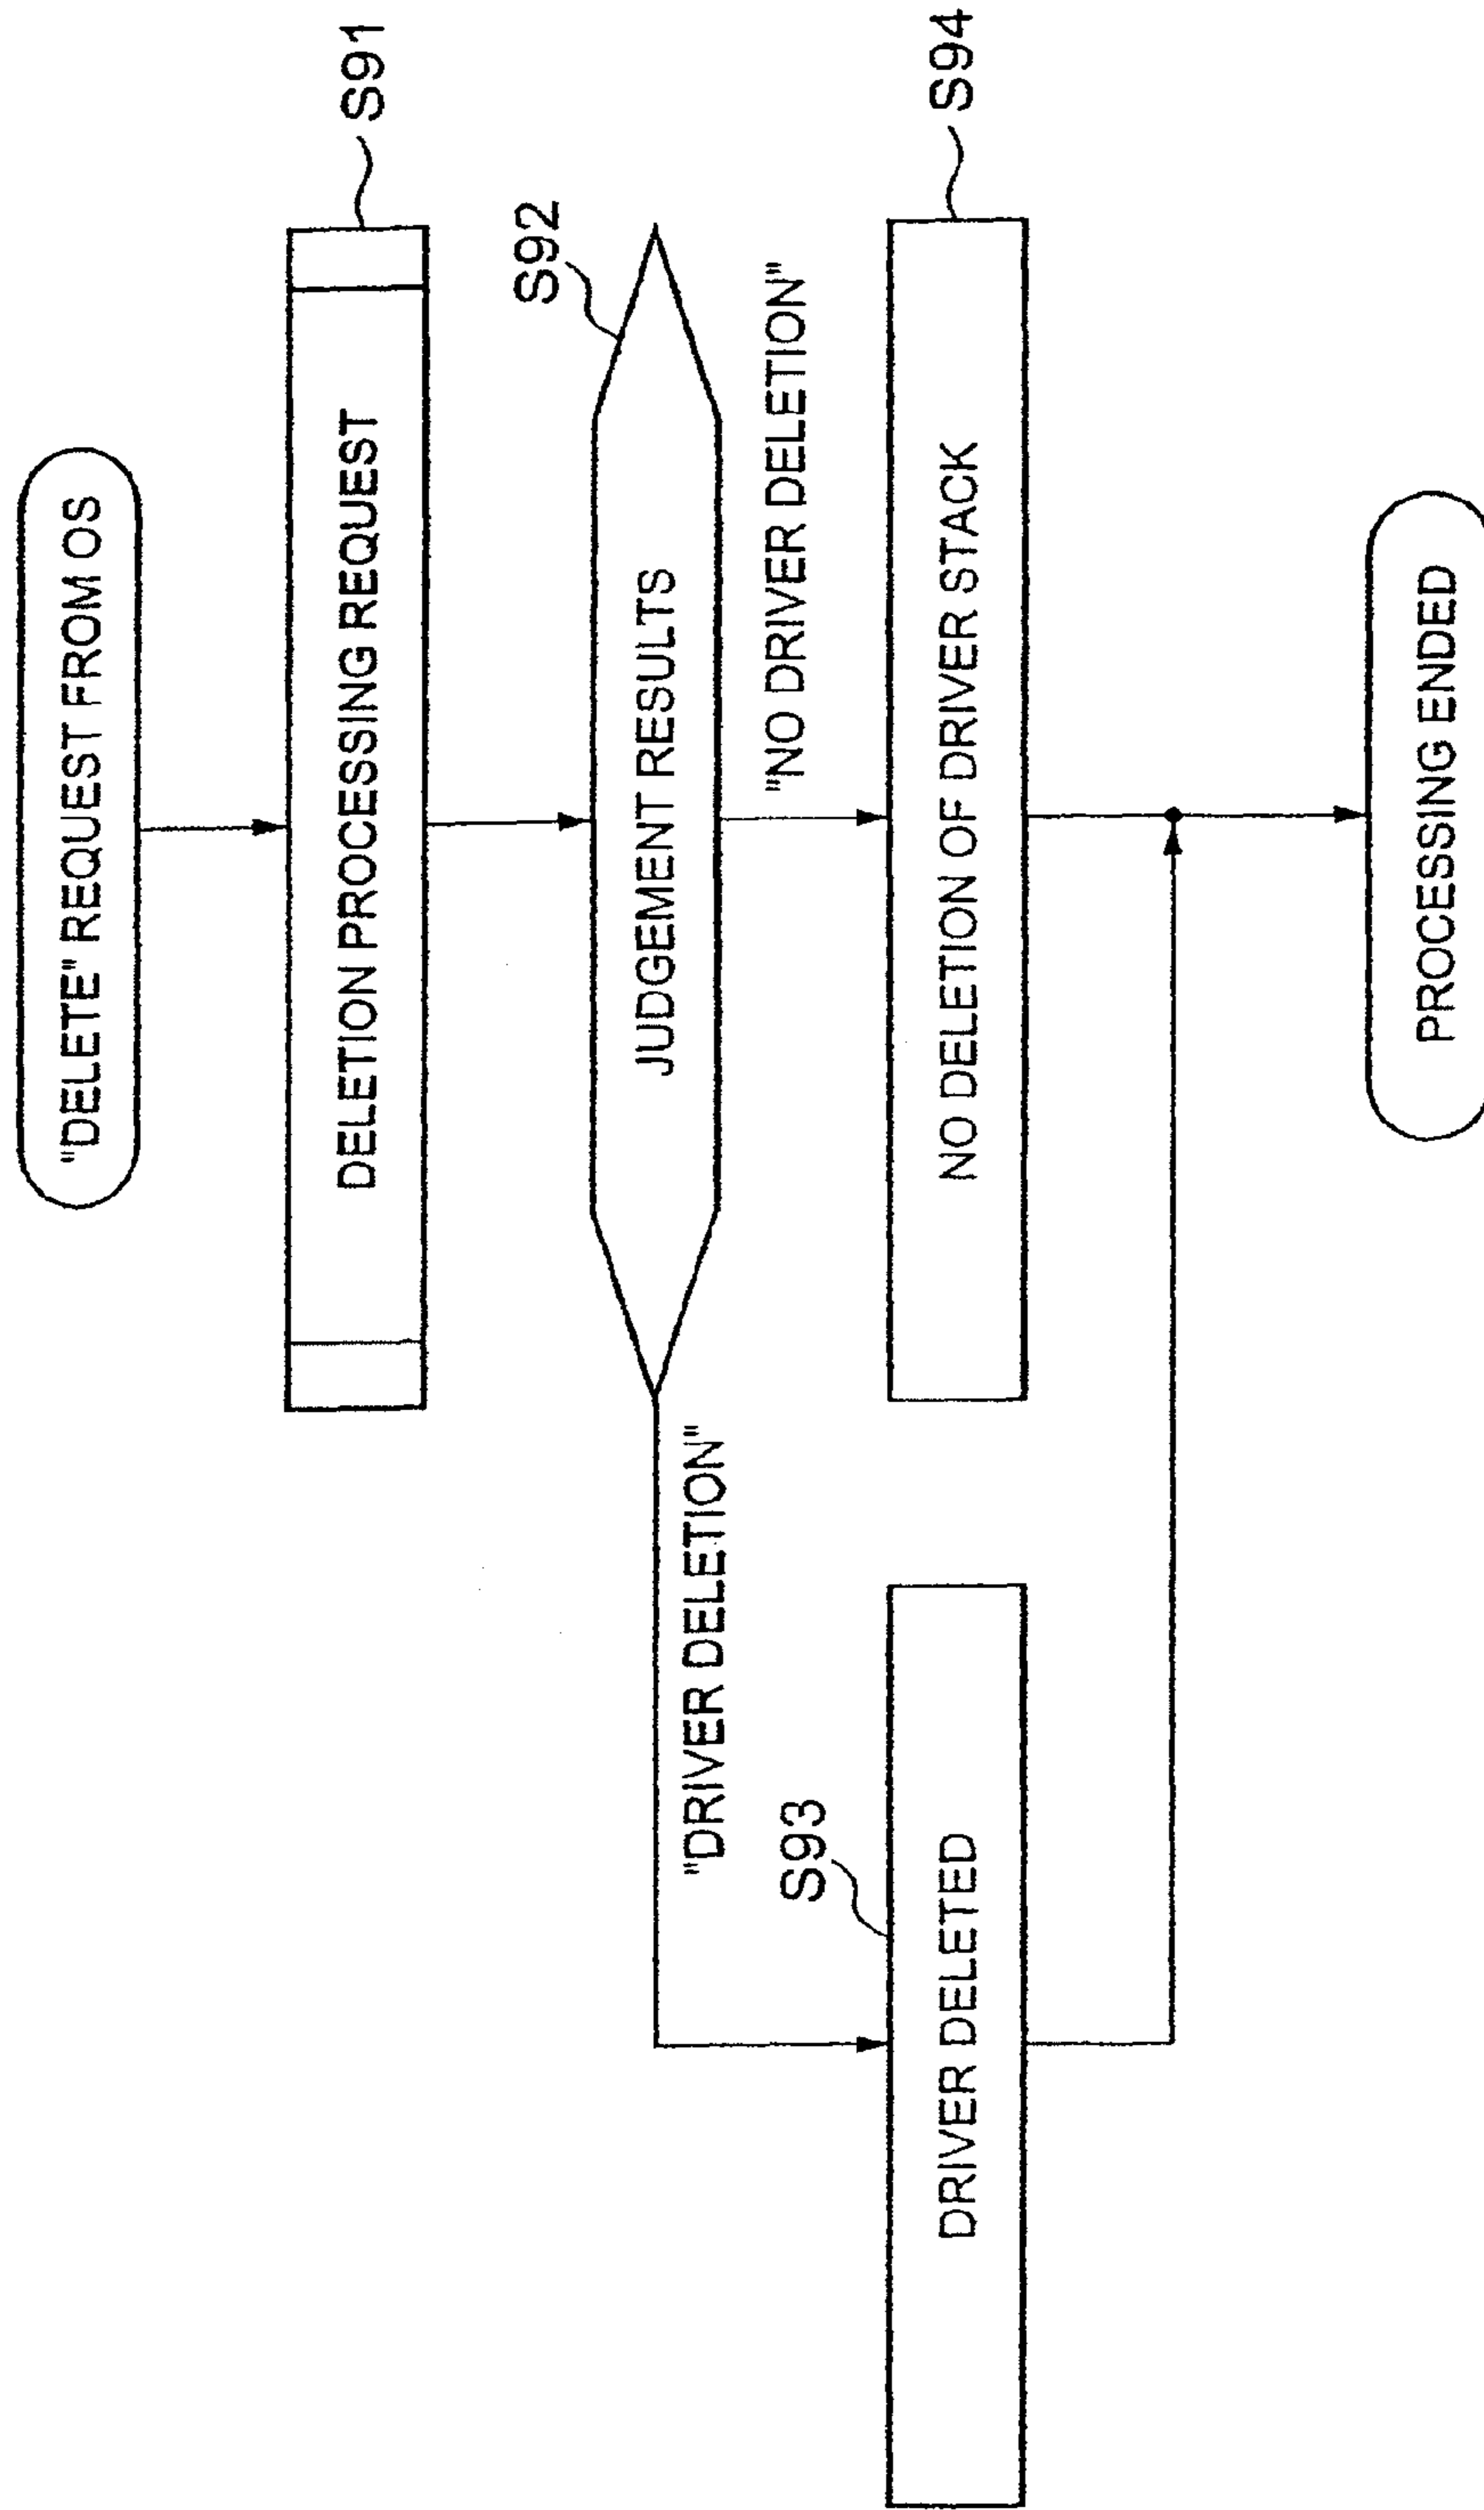 "DELETE" REQUEST FROM OS
DELETION PROCESSING REQUEST
S91
S92
JUDGEMENT RESULTS
"DRIVER DELETION"
"NO DRIVER DELETION"
S93
DRIVER DELETED
NO DELETION OF DRIVER STACK
S94
PROCESSING ENDED